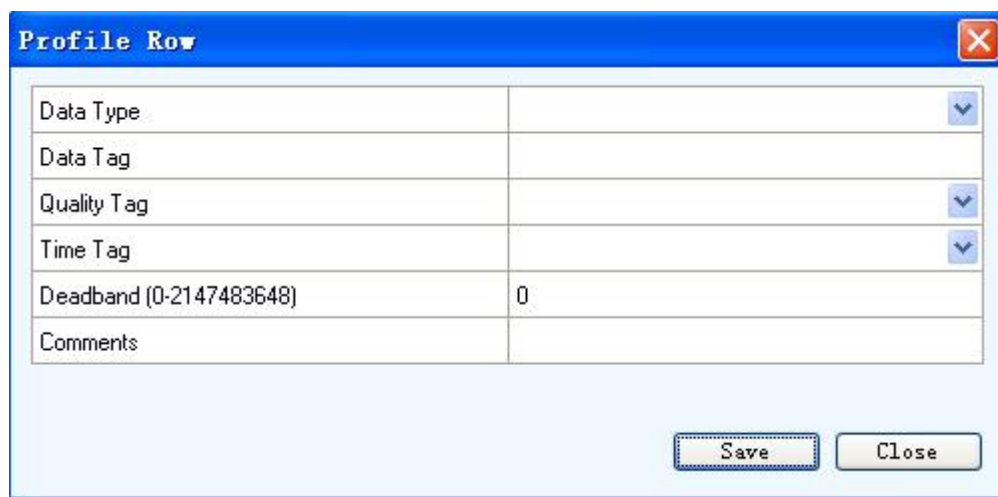 Profile Row
Data Type
Data Tag
Quality Tag
Time Tag
Deadband (0-2147483648) 0
Comments
Save Close